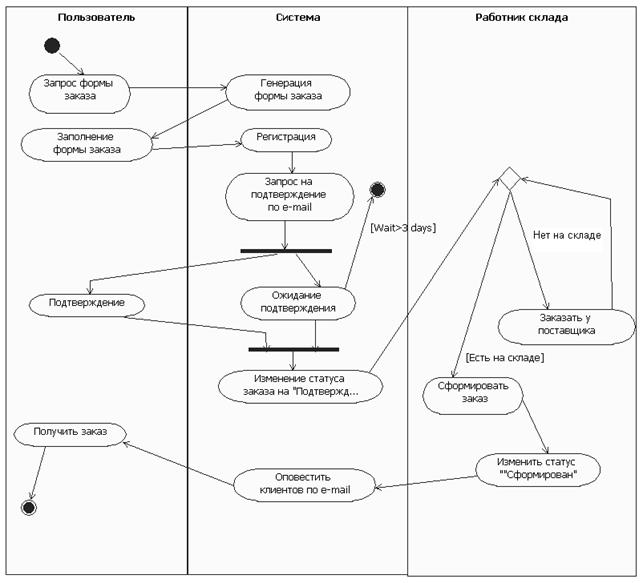 Пользователь
Система
Работник склада
Запрос формы
заказа
Генерация
формы заказа
Заполнение
формы заказа
Регистрация
Запрос на
подтверждение
по e-mail
[Wait>3 days]
Нет на складе
Подтверждение
Ожидание
подтверждения
Заказать у
поставщика
[Есть на складе]
Изменение статуса
заказа на "Подтвержд...
Сформировать
заказ
Получить заказ
Изменить статус
""Сформирован"
Оповестить
клиентов по e-mail